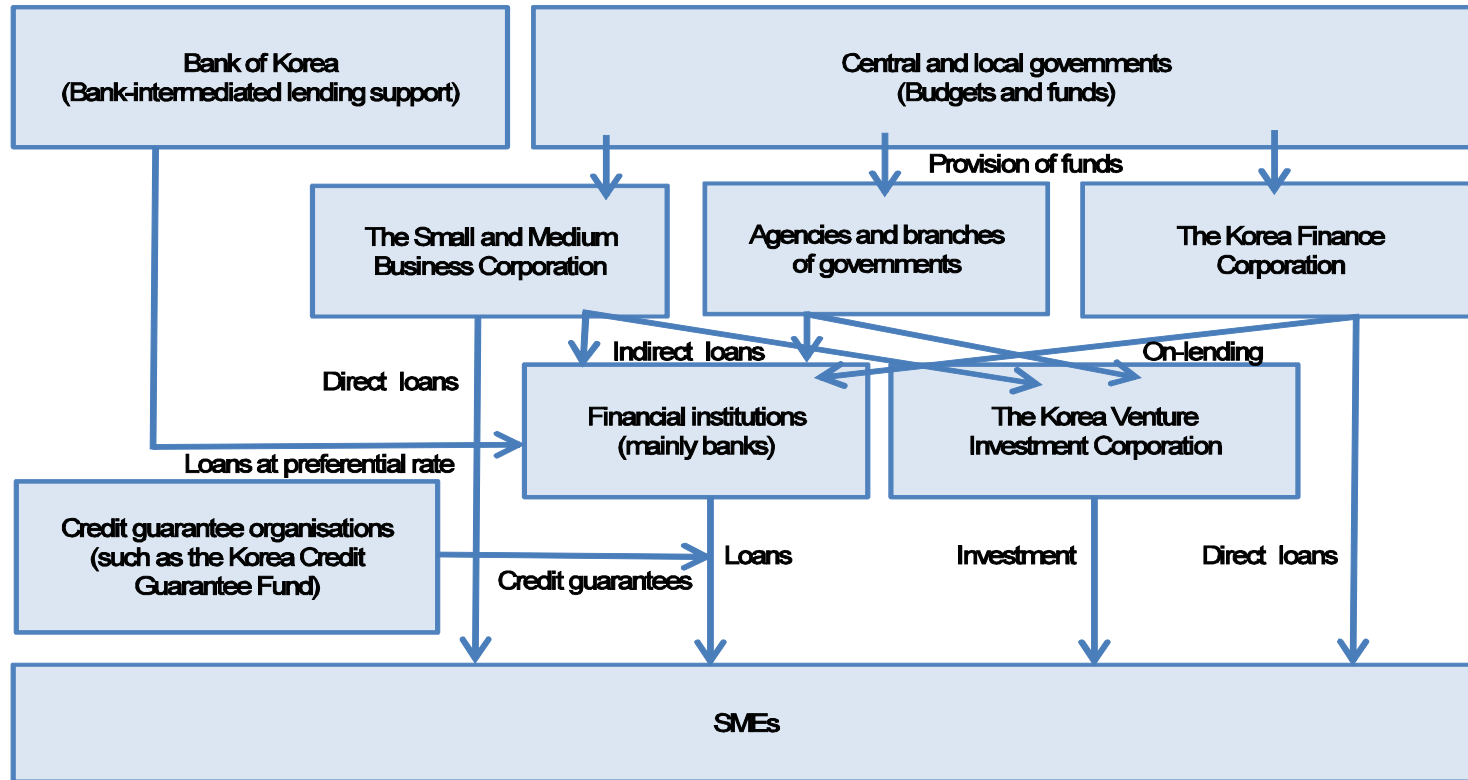 Bank of Korea
(Bank-intermediated lending support)
Central and local governments
(Budgets and funds)
Provision of funds
The Small and Medium
Business Corporation
Agencies and branches
of governments
The Korea Finance
Corporation
Indirect loans
On-lending
Direct loans
Financial institutions
(mainly banks)
The Korea Venture
Investment Corporation
Loans at preferential rate
Credit guarantee organisations
(such as the Korea Credit
Guarantee Fund)
Credit guarantees
Loans
Investment
Direct loans
SMEs